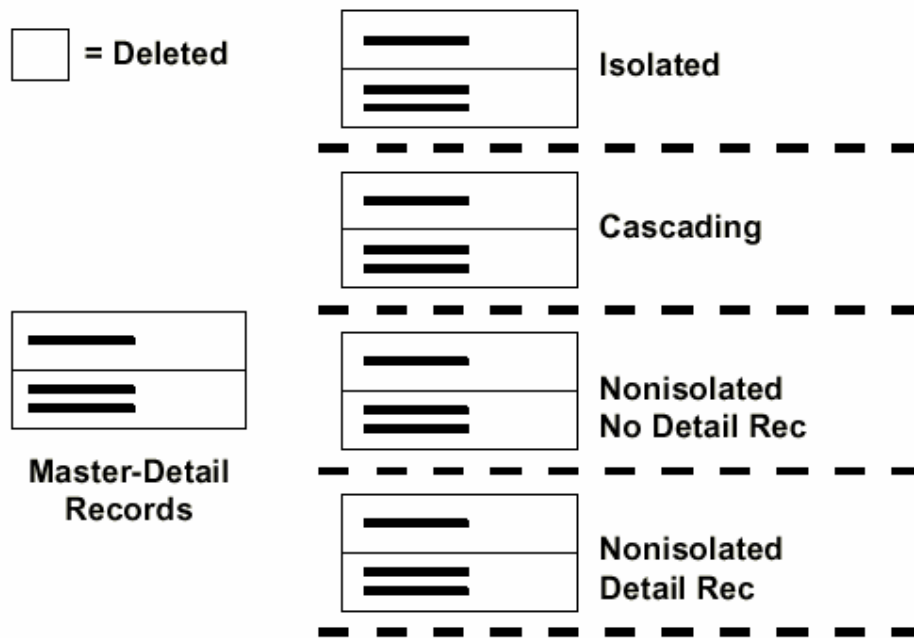 = Deleted
Isolated
Cascading
Nonisolated
No Detail Rec
Master-Detail
Records
Nonisolated
Detail Rec